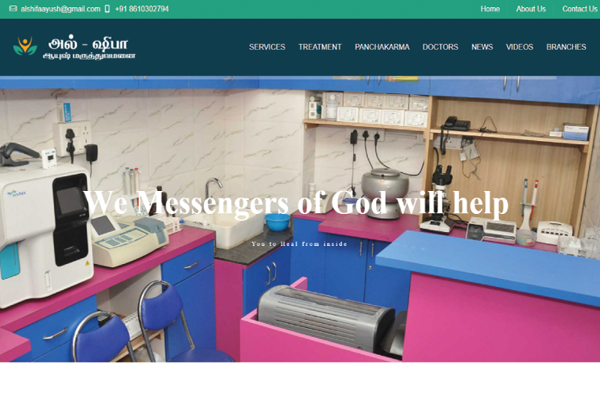 alshifaayush@gmail.com +91 8610302794 Home About Us Contact Us
அல் - ஷிபா
ஆயுஷ் மருத்துவமனை
SERVICES TREATMENT PANCHAKARMA DOCTORS NEWS VIDEOS BRANCHES
We Messengers of God will help
You to Heal from inside